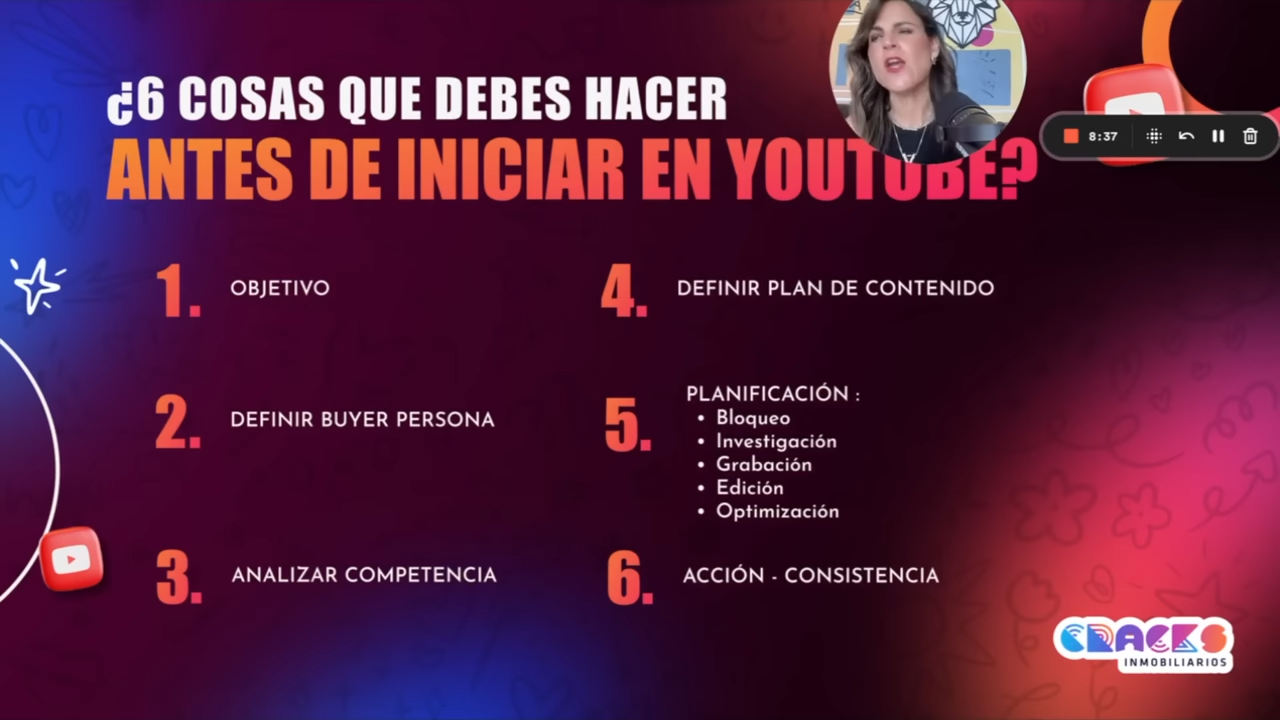 ¿6 COSAS QUE DEBES HACER
ANTES DE INICIAR EN YOUTUBE?
8:37
1. OBJETIVO
2. DEFINIR BUYER PERSONA
3. ANALIZAR COMPETENCIA
4. DEFINIR PLAN DE CONTENIDO
5. PLANIFICACIÓN :
• Bloqueo
• Investigación
• Grabación
• Edición
• Optimización
6. ACCIÓN - CONSISTENCIA
CRACKS
INMOBILIARIOS